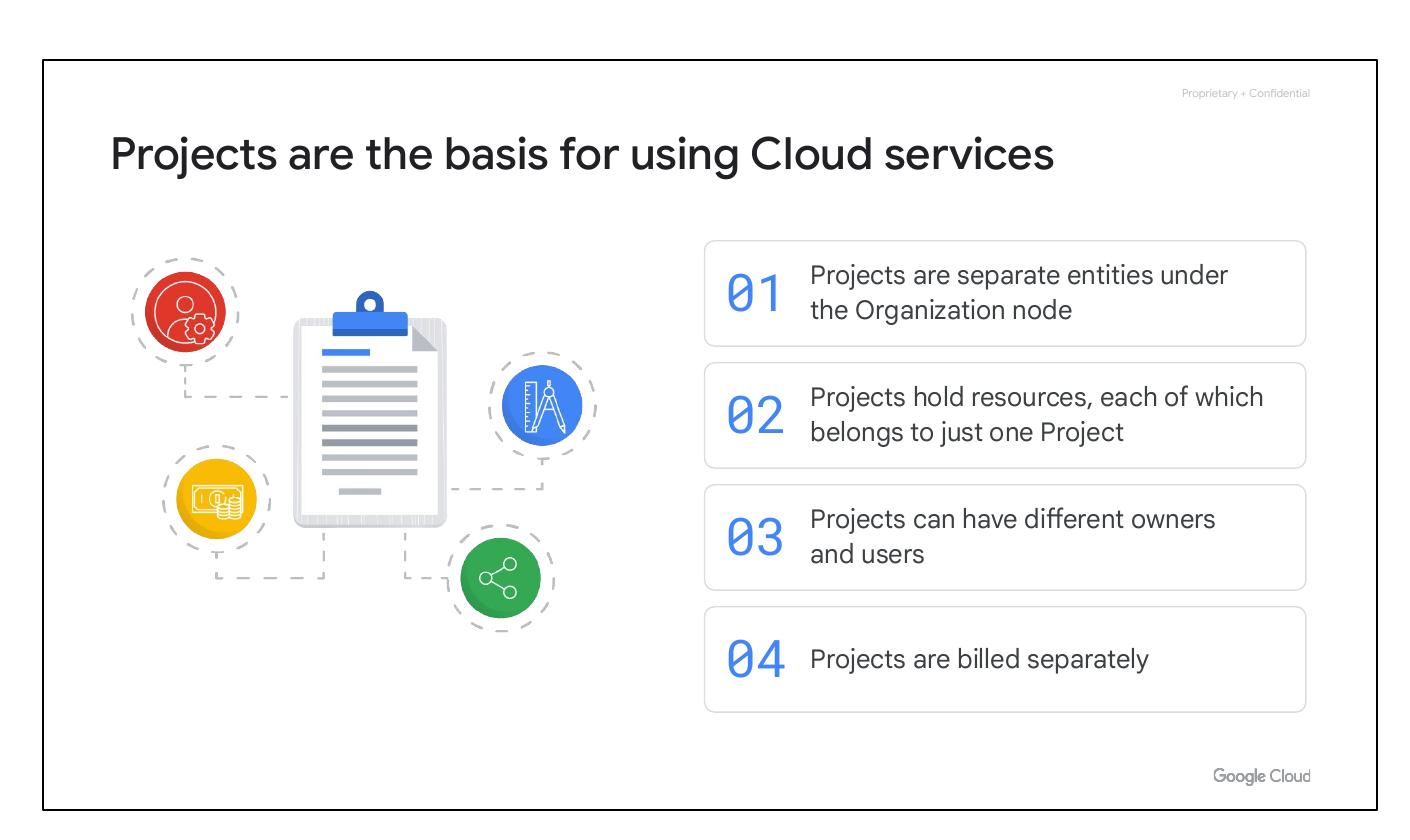 Proprietary + Confidential
Projects are the basis for using Cloud services
01
Projects are separate entities under
the Organization node
02
Projects hold resources, each of which
belongs to just one Project
03
Projects can have different owners
and users
04
Projects are billed separately
Google Cloud